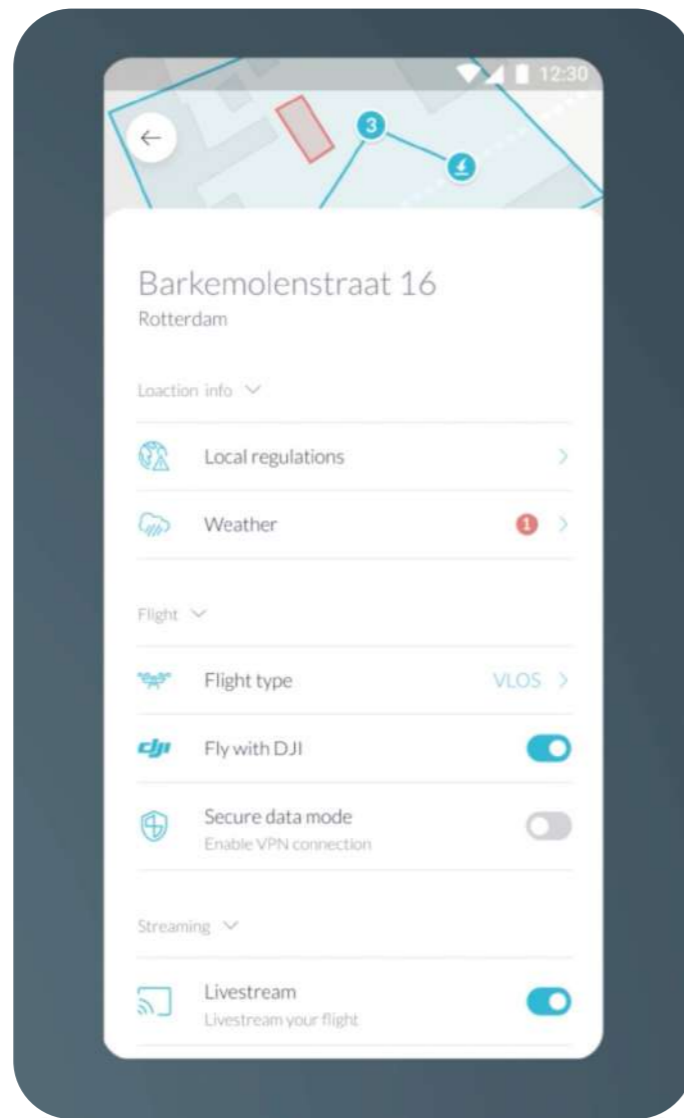 12:30
3
Barkemolenstraat 16
Rotterdam
Loaction info
Local regulations
Weather
1
Flight
Flight type
VLOS
dji
Fly with DJI
Secure data mode
Enable VPN connection
Streaming
Livestream
Livestream your flight